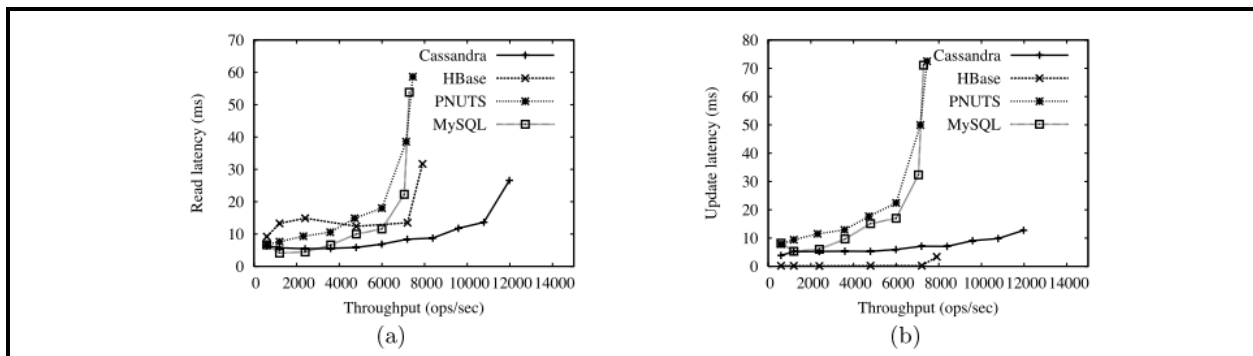 70
60
50
40
30
20
10
0
Read latency (ms)
Cassandra
HBase
PNUTS
MySQL
0 2000 4000 6000 8000 10000 12000 14000
Throughput (ops/sec)
(a)
80
70
60
50
40
30
20
10
0
Update latency (ms)
Cassandra
HBase
PNUTS
MySQL
0 2000 4000 6000 8000 10000 12000 14000
Throughput (ops/sec)
(b)